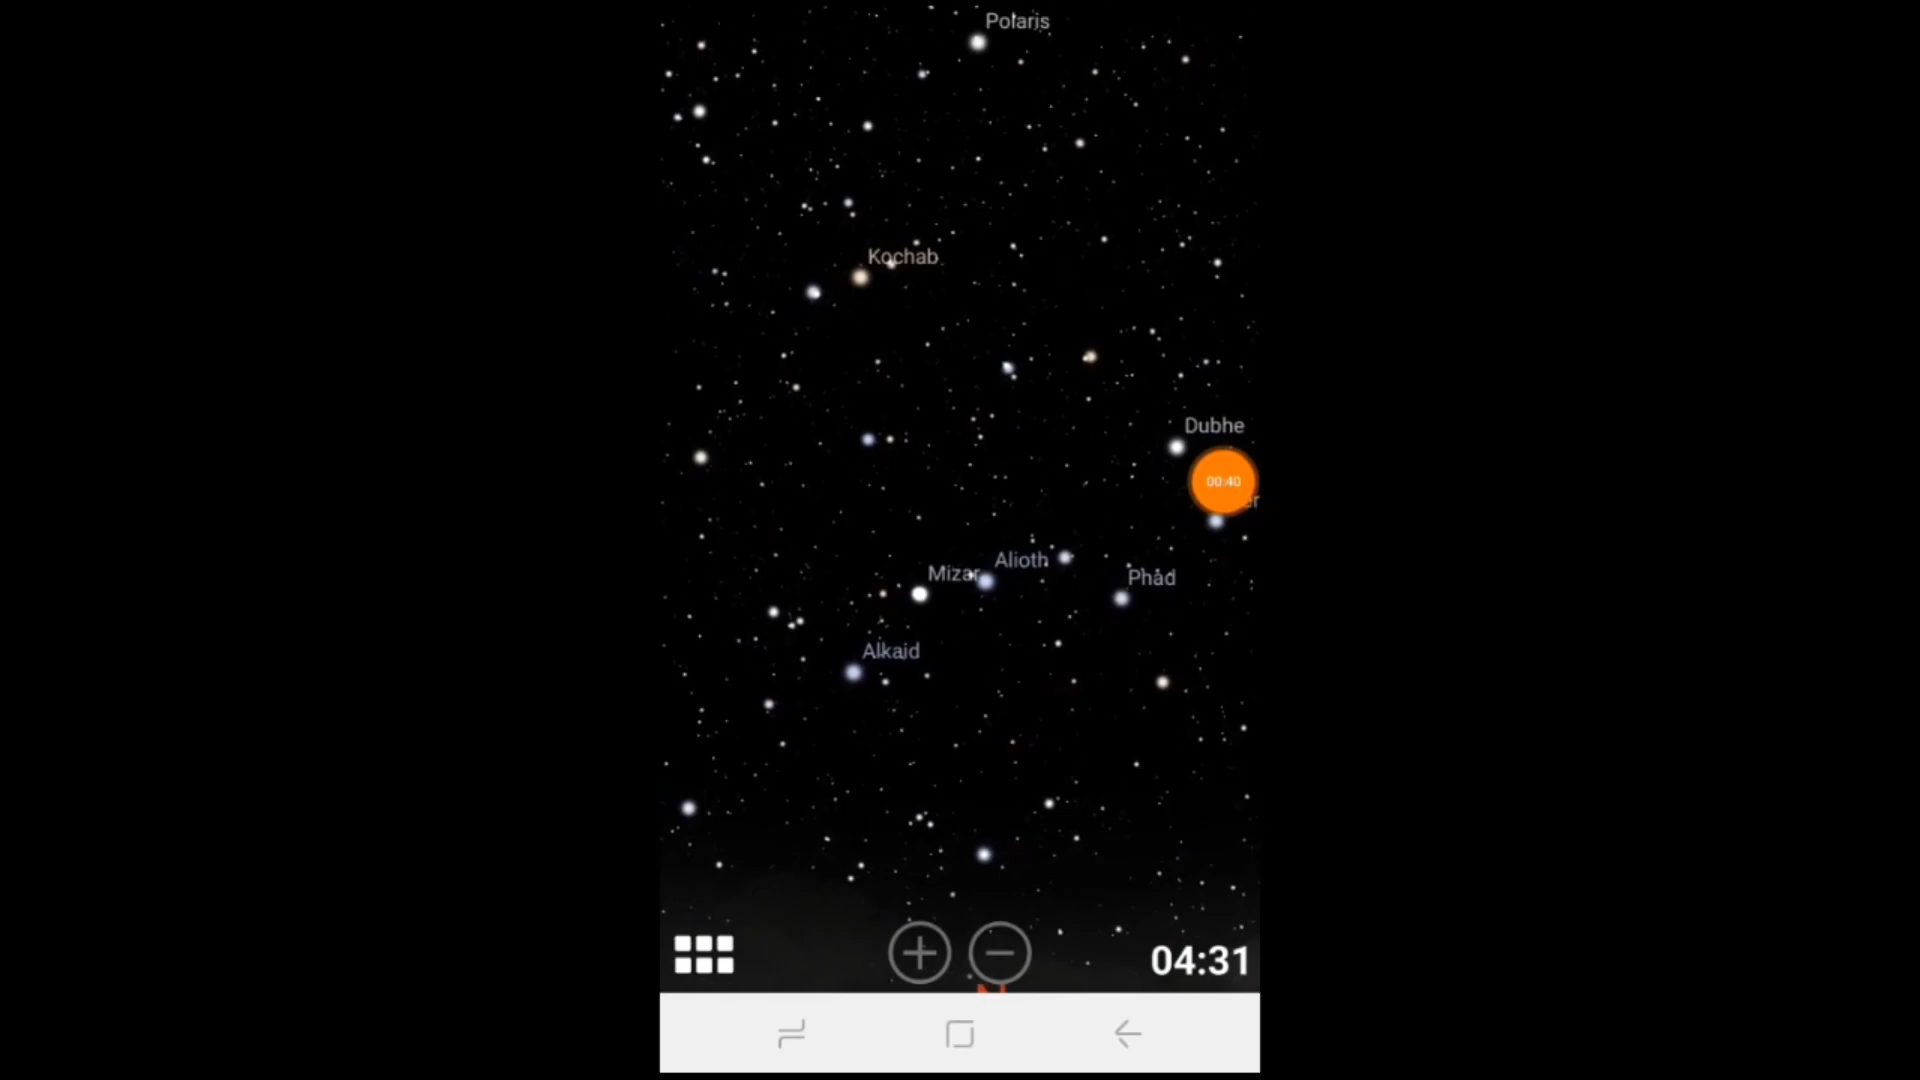 Polaris
Kochab
Dubhe
00:40
Alioth
Mizar
Phad
Alkaid
04:31
N